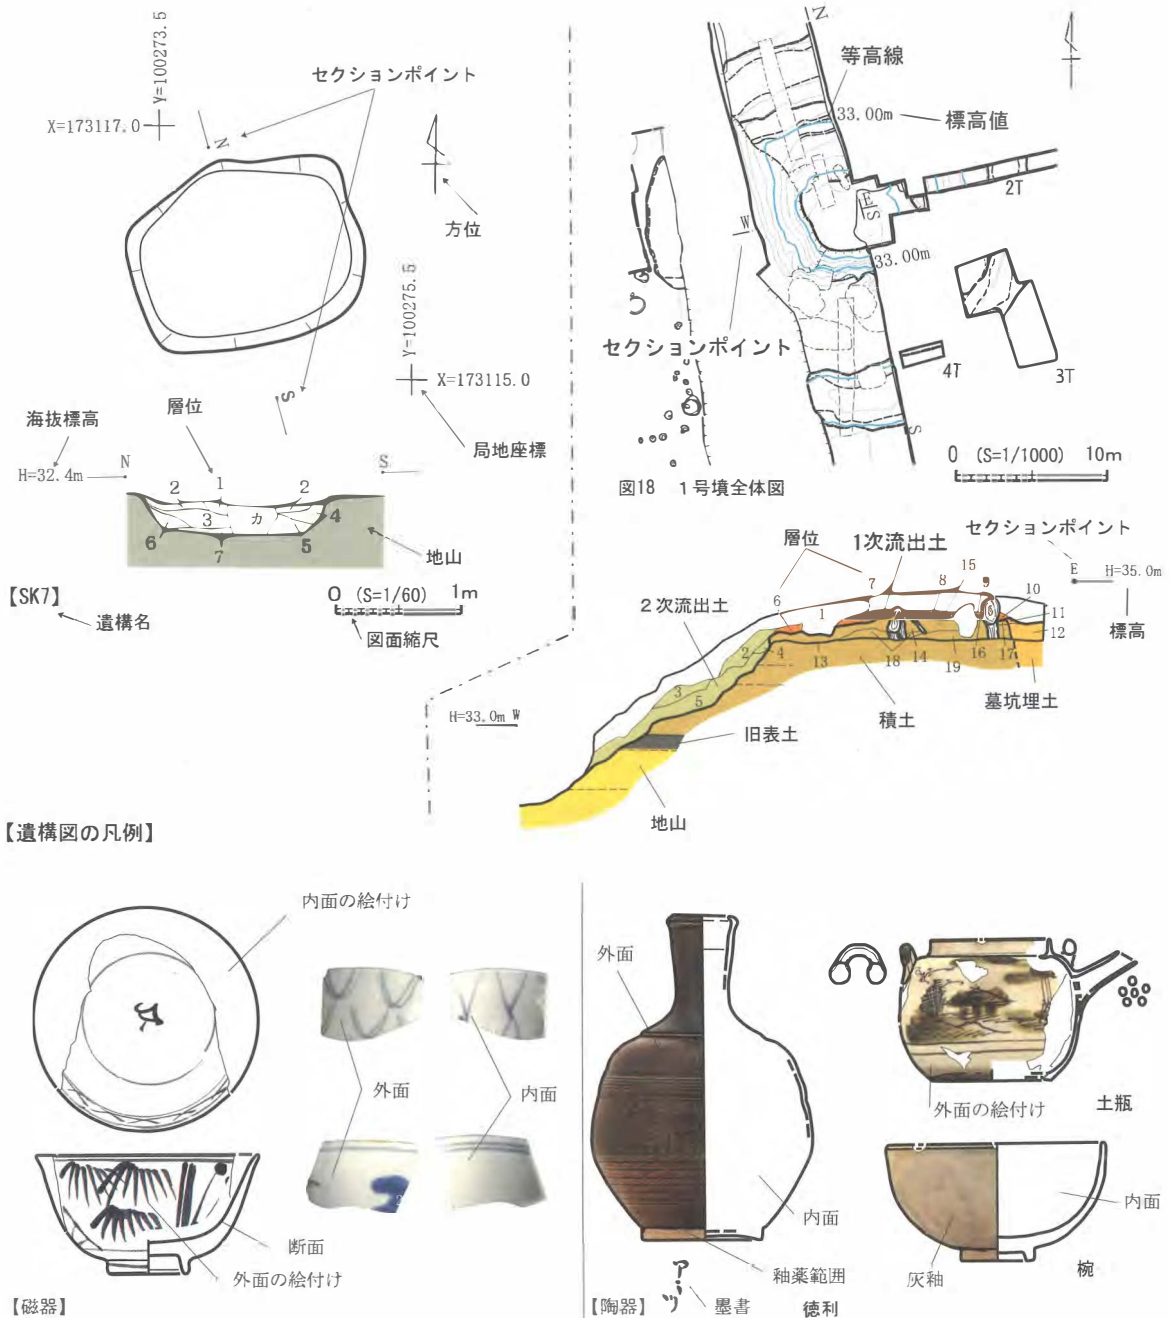 セクションポイント
Y=100273.5
X=173117.0
N
方位
Y=100275.5
X=173115.0
S
局地座標
海抜標高
層位
H=32.4m
N
S
2
1
2
3
カ
4
6
7
5
地山
【SK7】
遺構名
0 (S=1/60) 1m
図面縮尺
N
等高線
33.00m
標高値
2T
E
S
W
33.00m
セクションポイント
4T
3T
S
0 (S=1/1000) 10m
図18 1号墳全体図
セクションポイント
E H=35.0m
標高
層位
1次流出土
2次流出土
6
7
8
15
9
10
11
12
1
2
4
13
18
14
19
16
17
3
5
墓坑埋土
積土
旧表土
地山
H=33.0m W
【遺構図の凡例】
内面の絵付け
外面
内面
断面
外面の絵付け
【磁器】
外面
内面
釉薬範囲
墨書
徳利
【陶器】
外面の絵付け
土瓶
内面
灰釉
椀